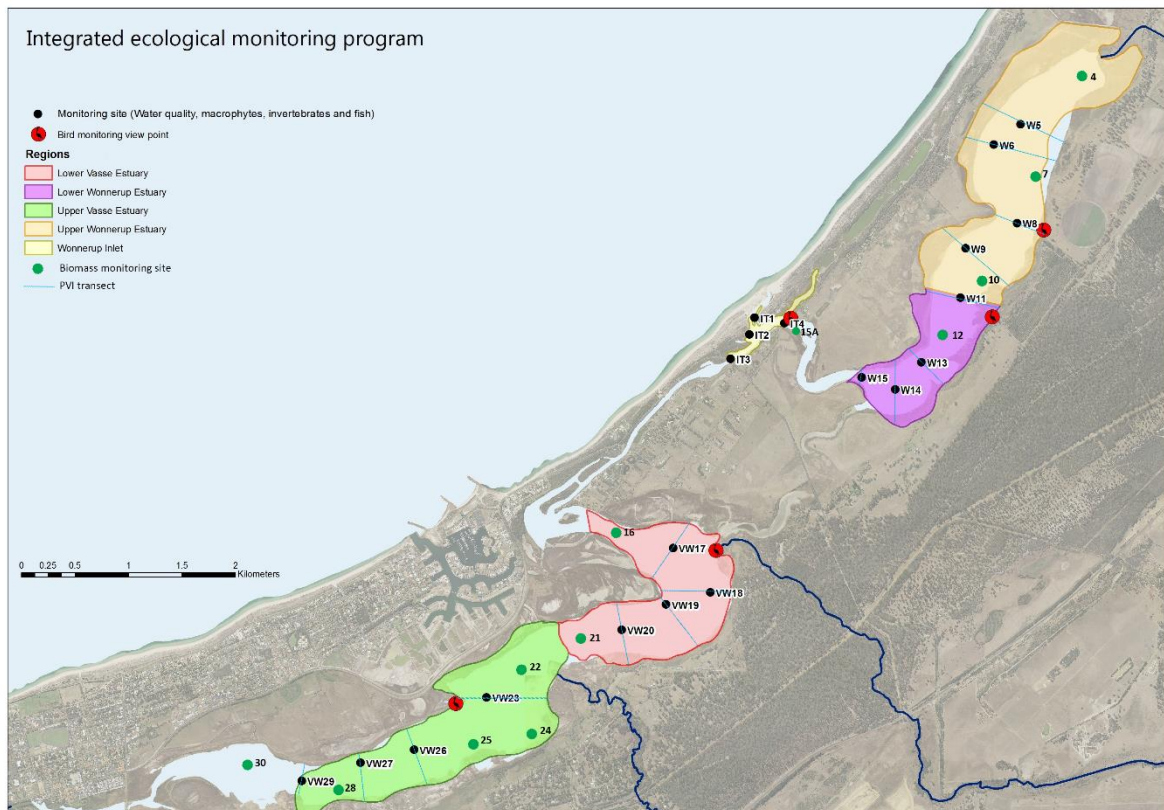 Integrated ecological monitoring program
Monitoring site (Water quality, macrophytes, invertebrates and fish)
Bird monitoring view point
Regions
Lower Vasse Estuary
Lower Wonnerup Estuary
Upper Vasse Estuary
Upper Wonnerup Estuary
Wonnerup Inlet
Biomass monitoring site
PVI transect
4
W5
W6
7
W8
W9
10
W11
IT1
IT4
15A
IT2
12
IT3
W13
W15
W14
16
VW17
0 0.25 0.5 1 1.5 2
Kilometers
VW18
VW19
VW20
21
22
VW23
24
25
VW26
30
VW27
VW29
28